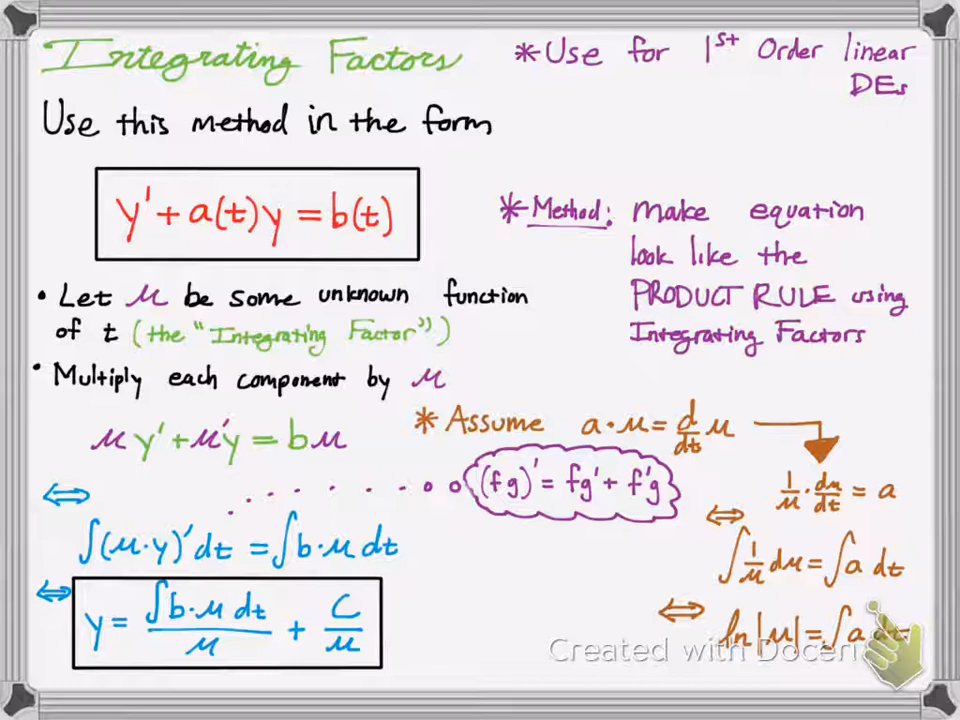 Integrating Factors
*Use for 1st Order linear
DEs
Use this method in the form
y' + a(t)y = b(t)
*Method: make equation
look like the
PRODUCT RULE using
Integrating Factors
• Let μ be some unknown function
of t (the "Integrating Factor")
• Multiply each component by μ
μy' + μ'y = bμ
* Assume a·μ = d/dt μ
(fg)' = fg' + f'g
1/μ · du/dt = a
⇔
∫(μ·y)'dt = ∫b·μ dt
⇔
∫1/μ dμ = ∫a dt
⇔
y = ∫b·μ dt/μ + C/μ
⇔
ln|μ| = ∫a dt
Created with Doceri